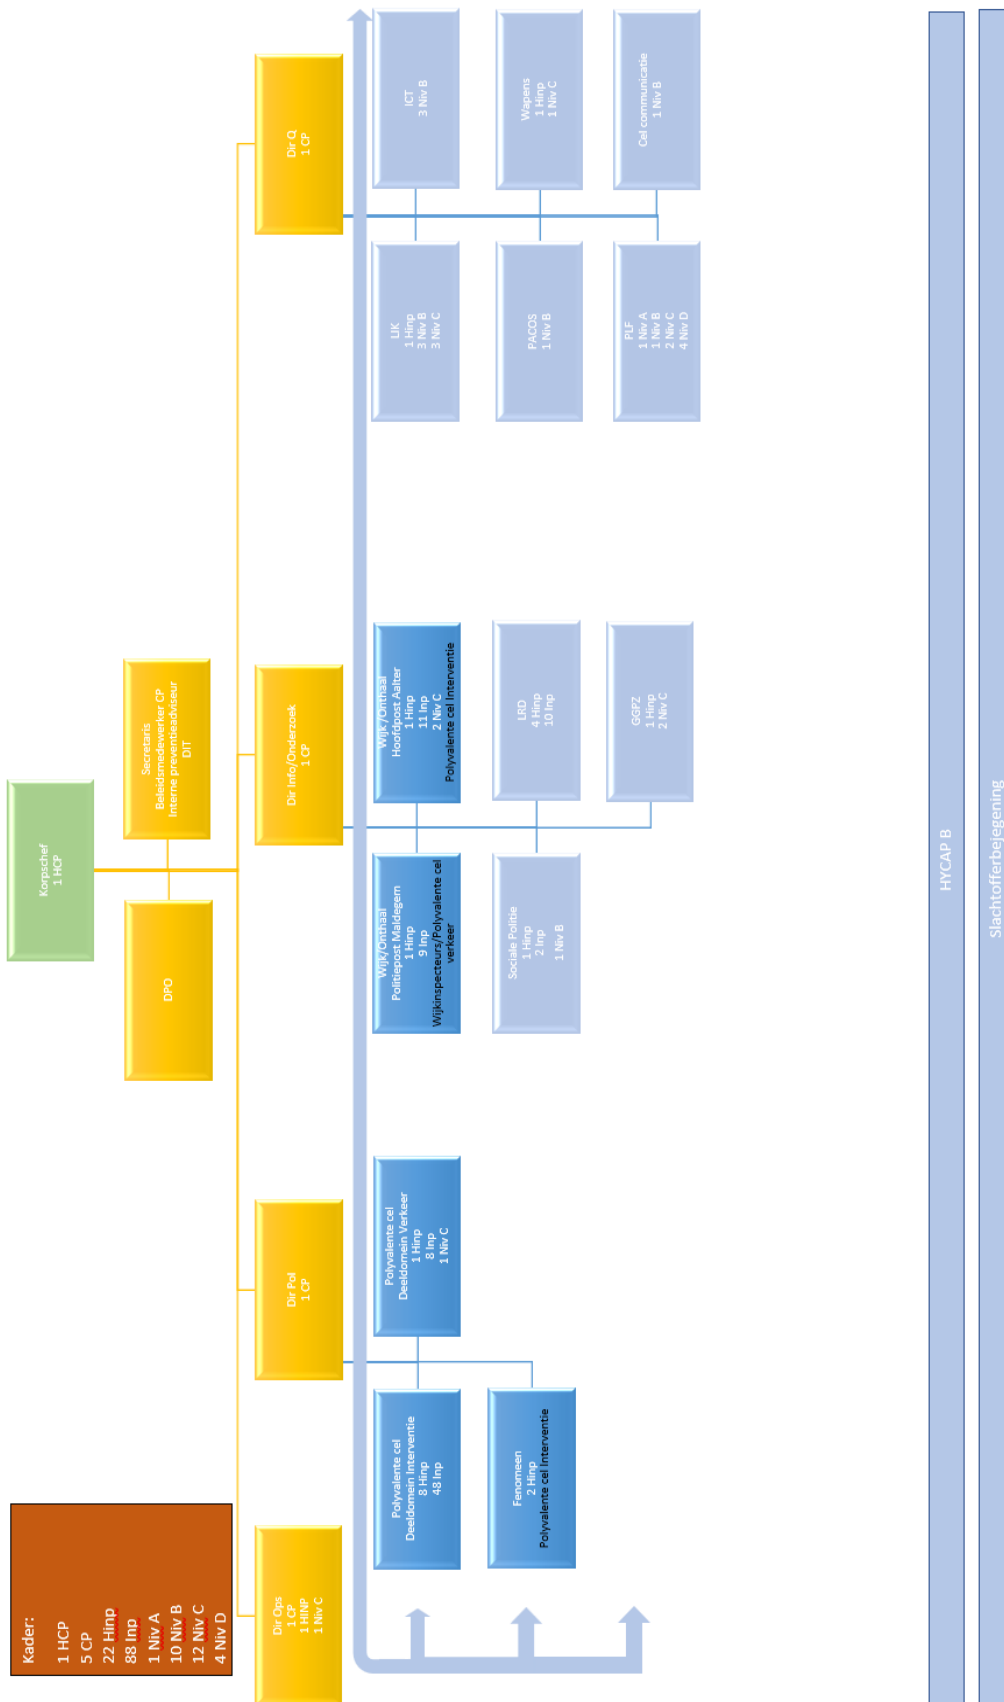 Kader:
1 HCP
5 CP
22 Hinp
88 Inp
1 Niv A
10 Niv B
12 Niv C
4 Niv D
Korpschef
1 HCP
DPO
Secretaris
Beleidsmedewerker CP
Interne preventieadviseur
DIT
Dir Ops
1 CP
1 HINP
1 Niv C
Dir Pol
1 CP
Dir Info/Onderzoek
1 CP
Dir Q
1 CP
Polyvalente cel
Deeldomein Interventie
8 Hinp
48 Inp
Polyvalente cel
Deeldomein Verkeer
1 Hinp
8 Inp
1 Niv C
Fenomeen
2 Hinp
Polyvalente cel Interventie
Wijk/Onthaal
Politiepost Maldegem
1 Hinp
9 Inp
Wijkinspecteurs/Polyvalente cel
verkeer
Wijk /Onthaal
Hoofdpost Aalter
1 Hinp
11 Inp
2 Niv C
Polyvalente cel Interventie
Sociale Politie
1 Hinp
2 Inp
1 Niv B
LRD
4 Hinp
10 Inp
GGPZ
1 Hinp
2 Niv C
LIK
1 Hinp
3 Niv B
3 Niv C
ICT
3 Niv B
PACOS
1 Niv B
Wapens
1 Hinp
1 Niv C
PLF
1 Niv A
1 Niv B
2 Niv C
4 Niv D
Cel communicatie
1 Niv B
HYCAP B
Slachtofferbejegening